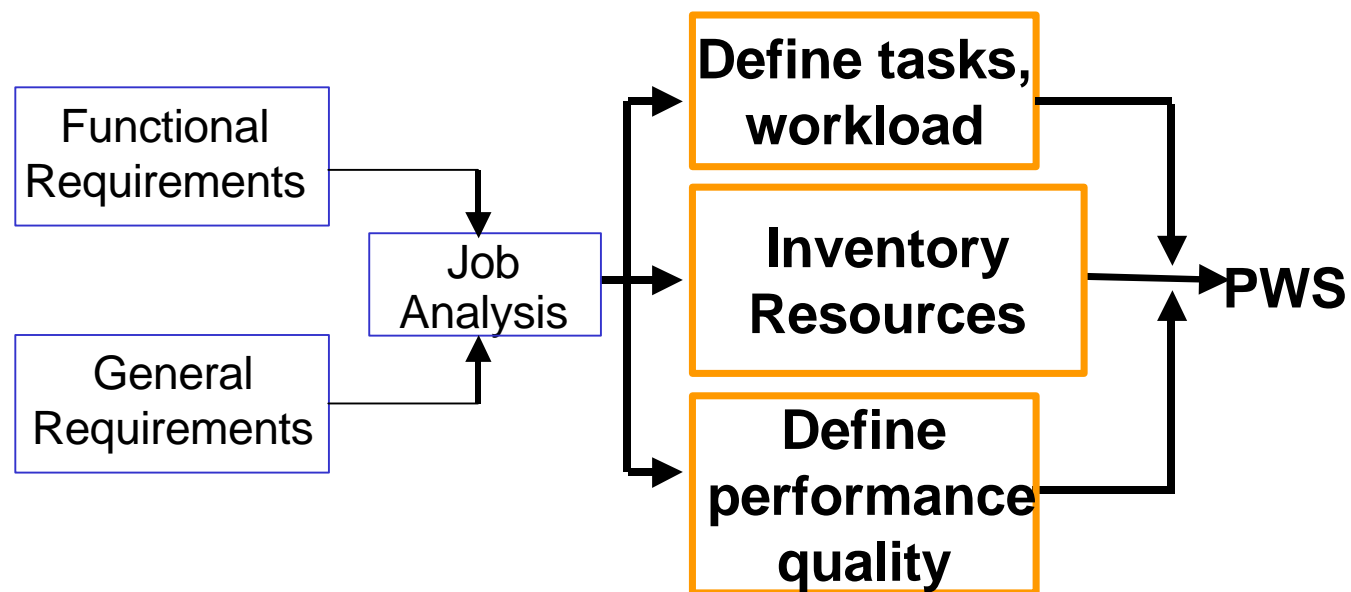 Functional
Requirements
General
Requirements
Job
Analysis
Define tasks,
workload
Inventory
Resources
Define
performance
quality
PWS